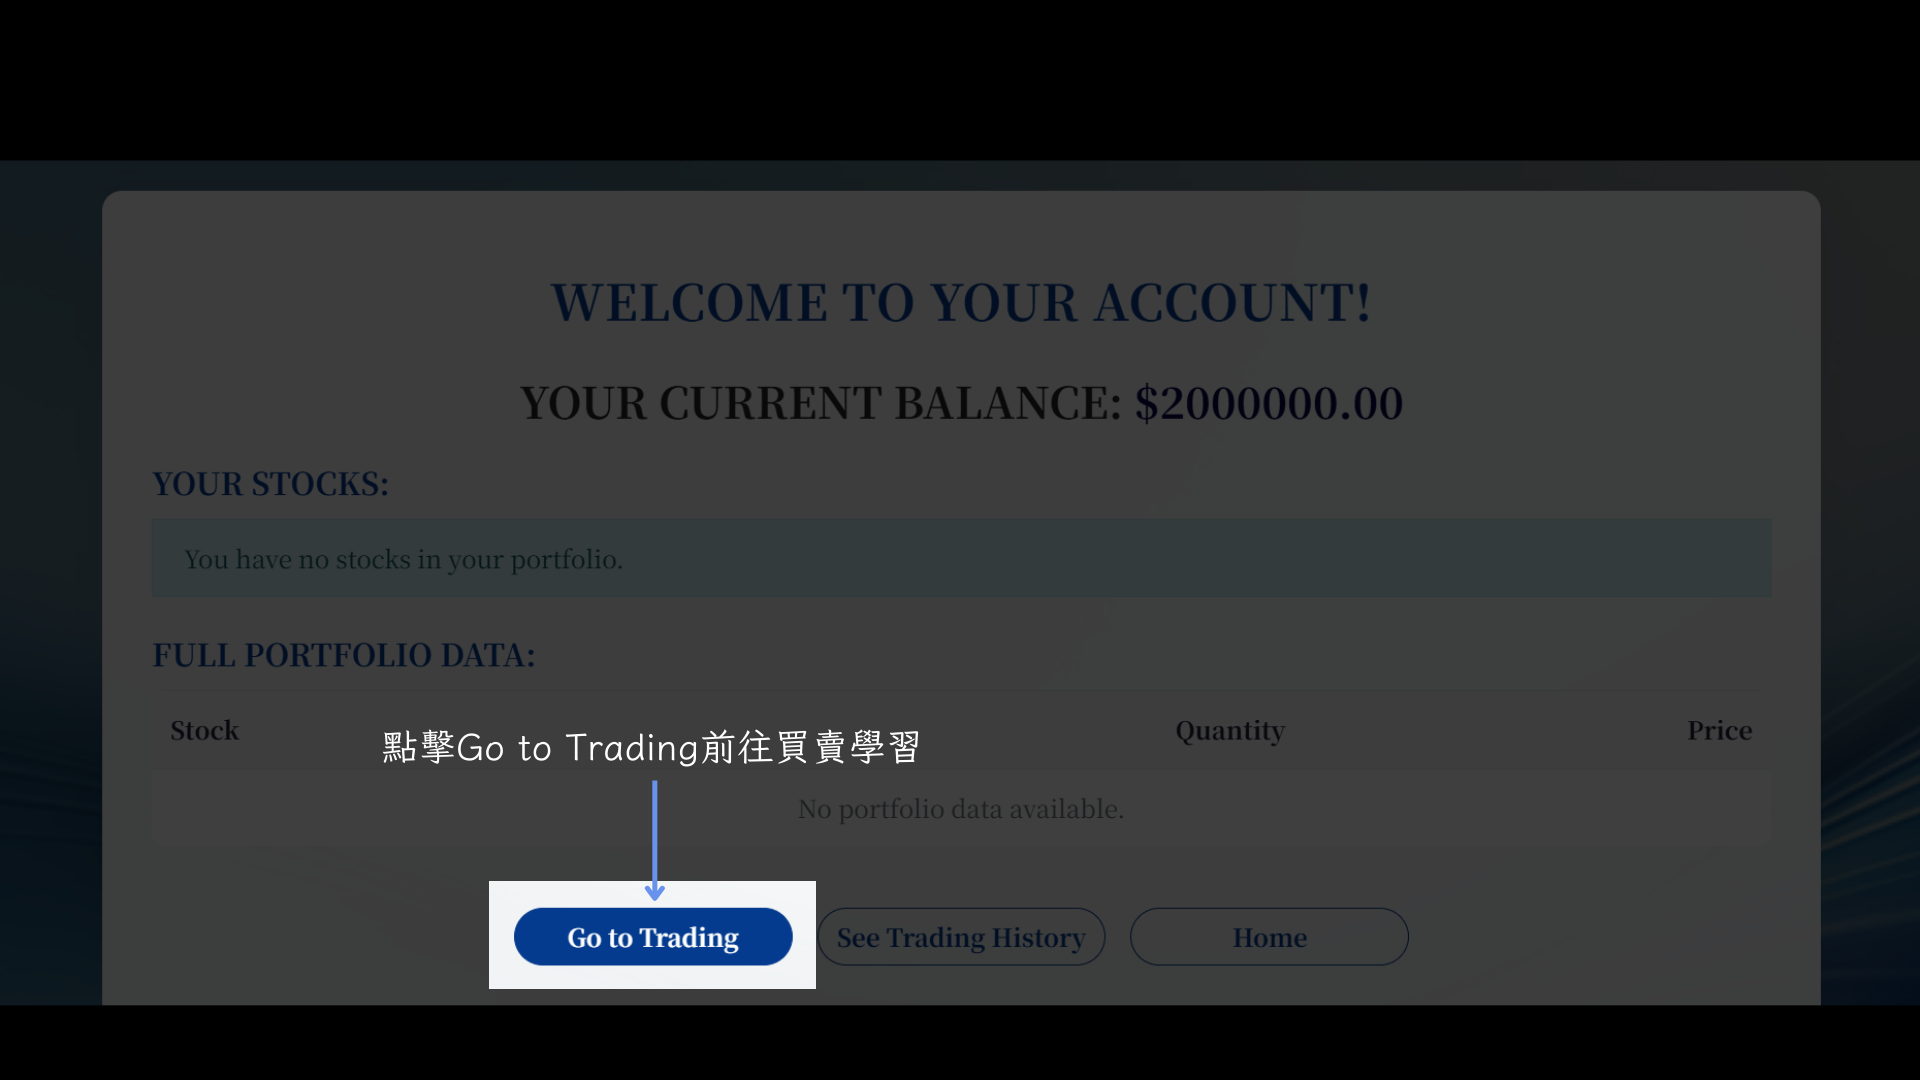 WELCOME TO YOUR ACCOUNT!
YOUR CURRENT BALANCE: $2000000.00
YOUR STOCKS:
You have no stocks in your portfolio.
FULL PORTFOLIO DATA:
Stock Quantity Price
點擊Go to Trading前往買賣學習
No portfolio data available.
Go to Trading See Trading History Home